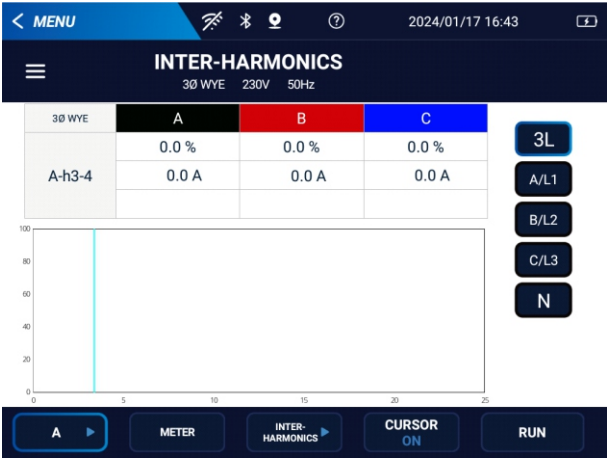 MENU
2024/01/17 16:43
INTER-HARMONICS
3Ø WYE 230V 50Hz
3Ø WYE A B C
0.0 % 0.0 % 0.0 %
A-h3-4 0.0 A 0.0 A 0.0 A
3L
A/L1
B/L2
C/L3
N
100
80
60
40
20
0
0 5 10 15 20 25
A METER INTER-HARMONICS CURSOR ON RUN